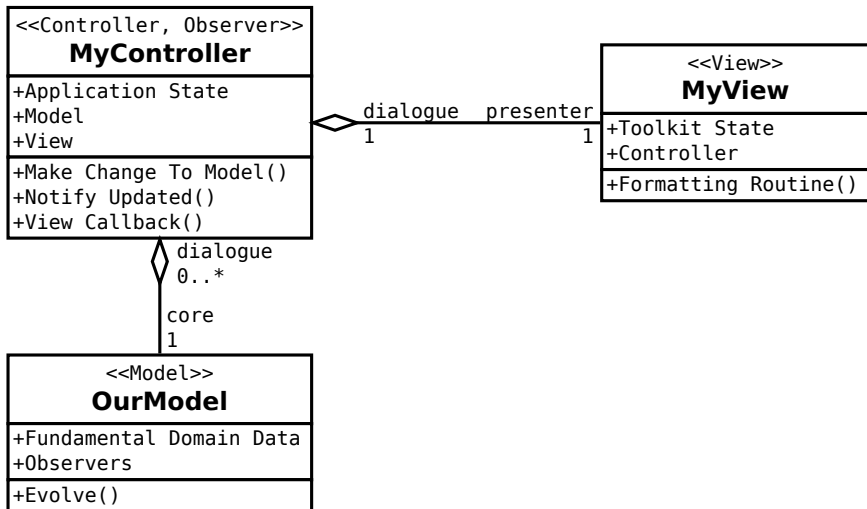 <<Controller, Observer>>
MyController
+Application State
+Model
+View
+Make Change To Model()
+Notify Updated()
+View Callback()
dialogue presenter
1 1
<<View>>
MyView
+Toolkit State
+Controller
+Formatting Routine()
dialogue
0..*
core
1
<<Model>>
OurModel
+Fundamental Domain Data
+Observers
+Evolve()